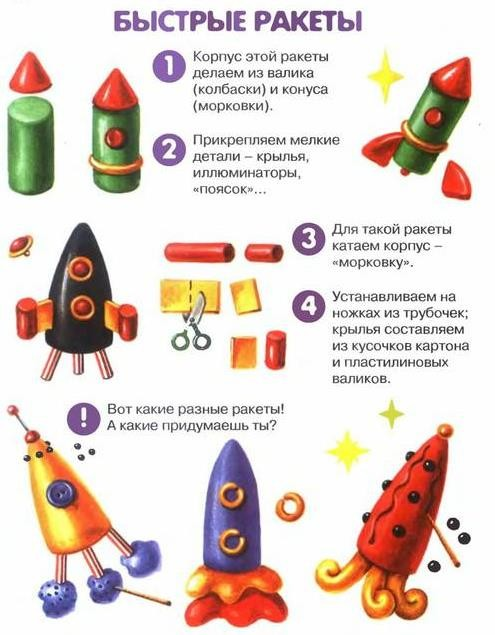 БЫСТРЫЕ РАКЕТЫ
1 Корпус этой ракеты
делаем из валика
(колбаски) и конуса
(морковки).
2 Прикрепляем мелкие
детали – крылья,
иллюминаторы,
«поясок»...
3 Для такой ракеты
катаем корпус –
«морковку».
4 Устанавливаем на
ножках из трубочек;
крылья составляем
из кусочков картона
и пластилиновых
валиков.
! Вот какие разные ракеты!
А какие придумаешь ты?